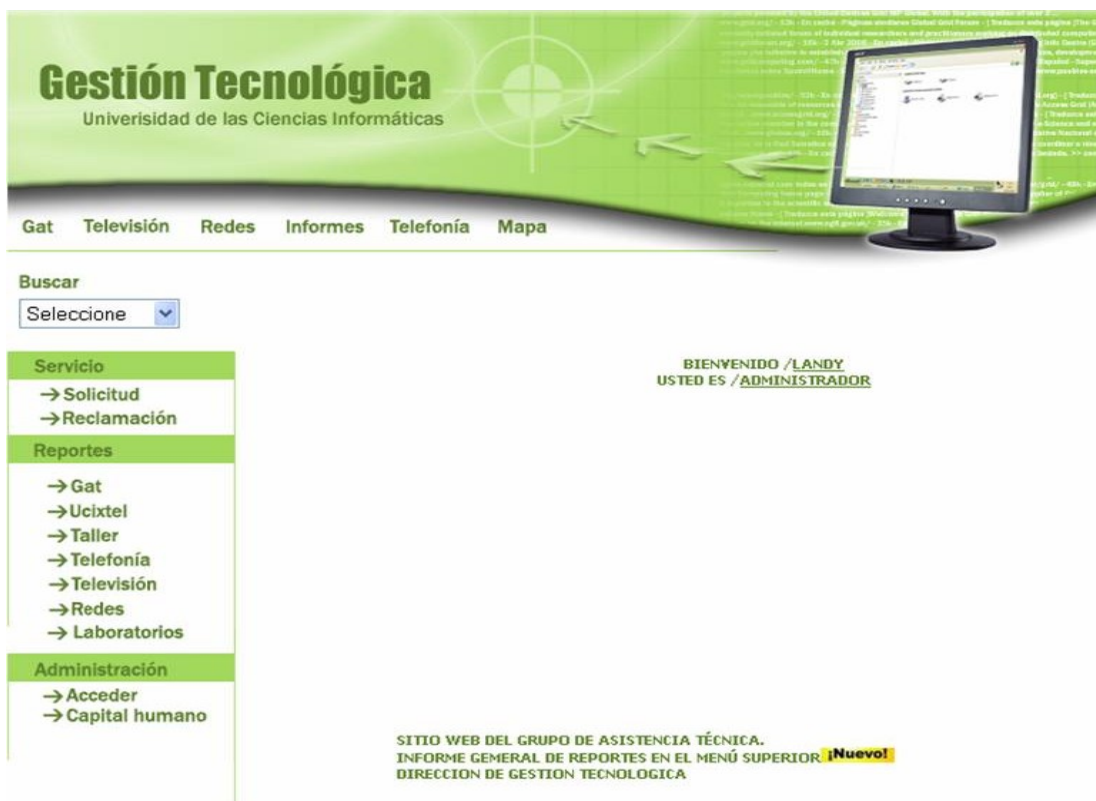 Gestión Tecnológica
Univerisidad de las Ciencias Informáticas
Gat Televisión Redes Informes Telefonía Mapa
Buscar
Seleccione
BIENVENIDO /LANDY
USTED ES /ADMINISTRADOR
Servicio
Solicitud
Reclamación
Reportes
Gat
Ucixtel
Taller
Telefonía
Televisión
Redes
Laboratorios
Administración
Acceder
Capital humano
SITIO WEB DEL GRUPO DE ASISTENCIA TÉCNICA.
INFORME GEMERAL DE REPORTES EN EL MENÚ SUPERIOR ¡Nuevo!
DIRECCION DE GESTION TECNOLOGICA